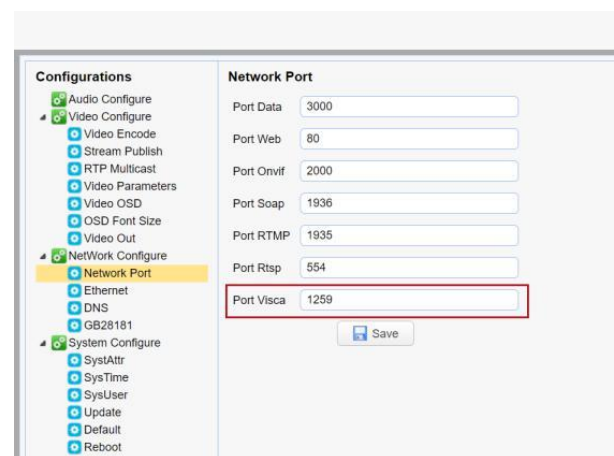 Configurations
Audio Configure
Video Configure
Video Encode
Stream Publish
RTP Multicast
Video Parameters
Video OSD
OSD Font Size
Video Out
NetWork Configure
Network Port
Ethernet
DNS
GB28181
System Configure
SystAttr
SysTime
SysUser
Update
Default
Reboot
Network Port
Port Data 3000
Port Web 80
Port Onvif 2000
Port Soap 1936
Port RTMP 1935
Port Rtsp 554
Port Visca 1259
Save